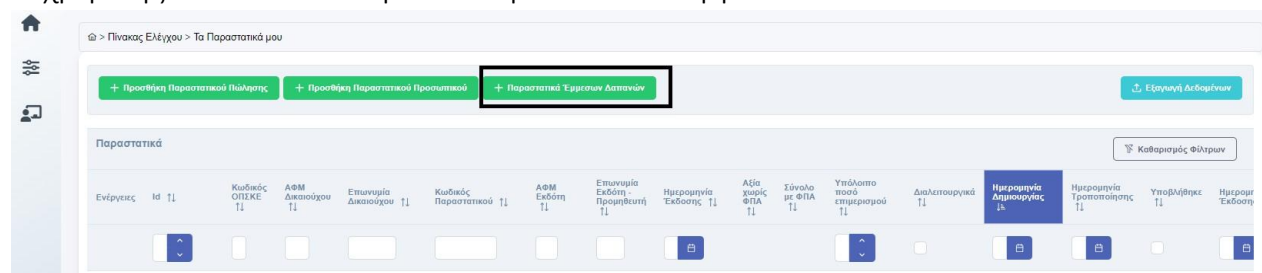 > Πίνακας Ελέγχου > Τα Παραστατικά μου
+ Προσθήκη Παραστατικού Πώλησης + Προσθήκη Παραστατικού Προσωπικού + Παραστατικά Έμμεσων Δαπανών Εξαγωγή Δεδομένων
Παραστατικά Καθαρισμός Φίλτρων
Ενέργειες Id Κωδικός ΟΠΣΚΕ ΑΦΜ Δικαιούχου Επωνυμία Δικαιούχου Κωδικός Παραστατικού ΑΦΜ Εκδότη Επωνυμία Εκδότη - Προμηθευτή Ημερομηνία Έκδοσης Αξία χωρίς ΦΠΑ Σύνολο με ΦΠΑ Υπόλοιπο ποσό επιμερισμού Διαλειτουργικά Ημερομηνία Δημιουργίας Ημερομηνία Τροποποίησης Υποβλήθηκε